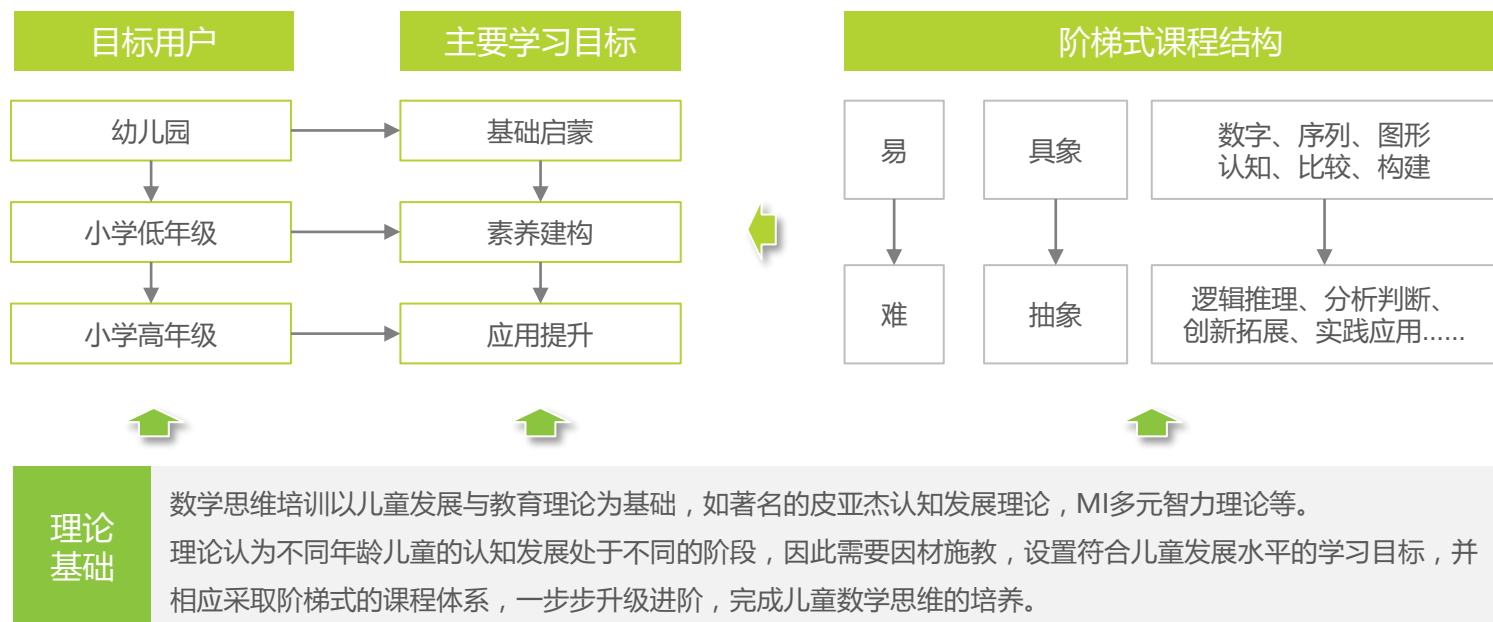 目标用户
主要学习目标
阶梯式课程结构
幼儿园
基础启蒙
小学低年级
素养建构
小学高年级
应用提升
易
具象
数字、序列、图形
认知、比较、构建
难
抽象
逻辑推理、分析判断、
创新拓展、实践应用......
理论
基础
数学思维培训以儿童发展与教育理论为基础，如著名的皮亚杰认知发展理论，MI多元智力理论等。
理论认为不同年龄儿童的认知发展处于不同的阶段，因此需要因材施教，设置符合儿童发展水平的学习目标，并
相应采取阶梯式的课程体系，一步步升级进阶，完成儿童数学思维的培养。